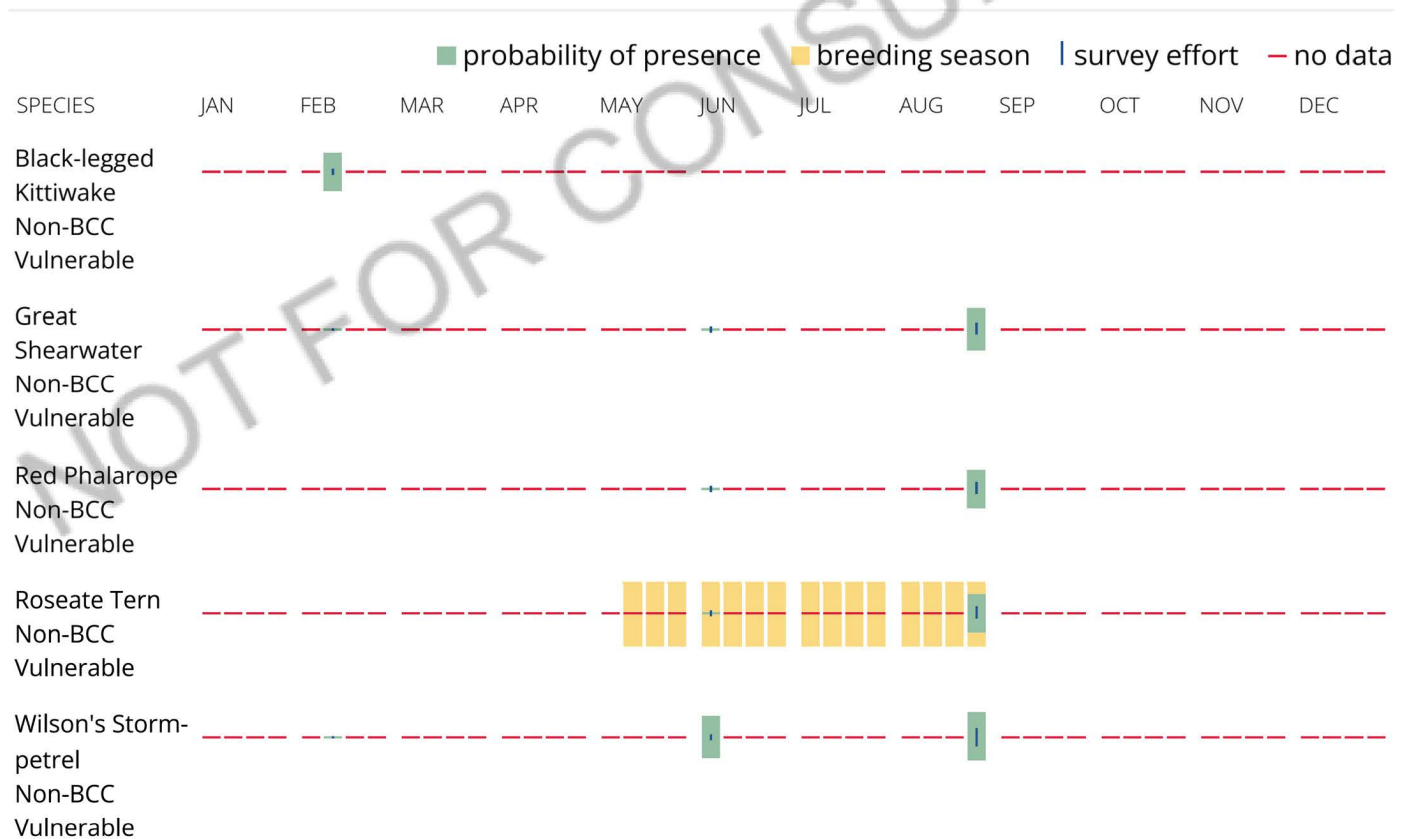 probability of presence breeding season survey effort no data
SPECIES JAN FEB MAR APR MAY JUN JUL AUG SEP OCT NOV DEC
Black-legged
Kittiwake
Non-BCC
Vulnerable
Great
Shearwater
Non-BCC
Vulnerable
Red Phalarope
Non-BCC
Vulnerable
Roseate Tern
Non-BCC
Vulnerable
Wilson's Storm-
petrel
Non-BCC
Vulnerable
NOT FOR